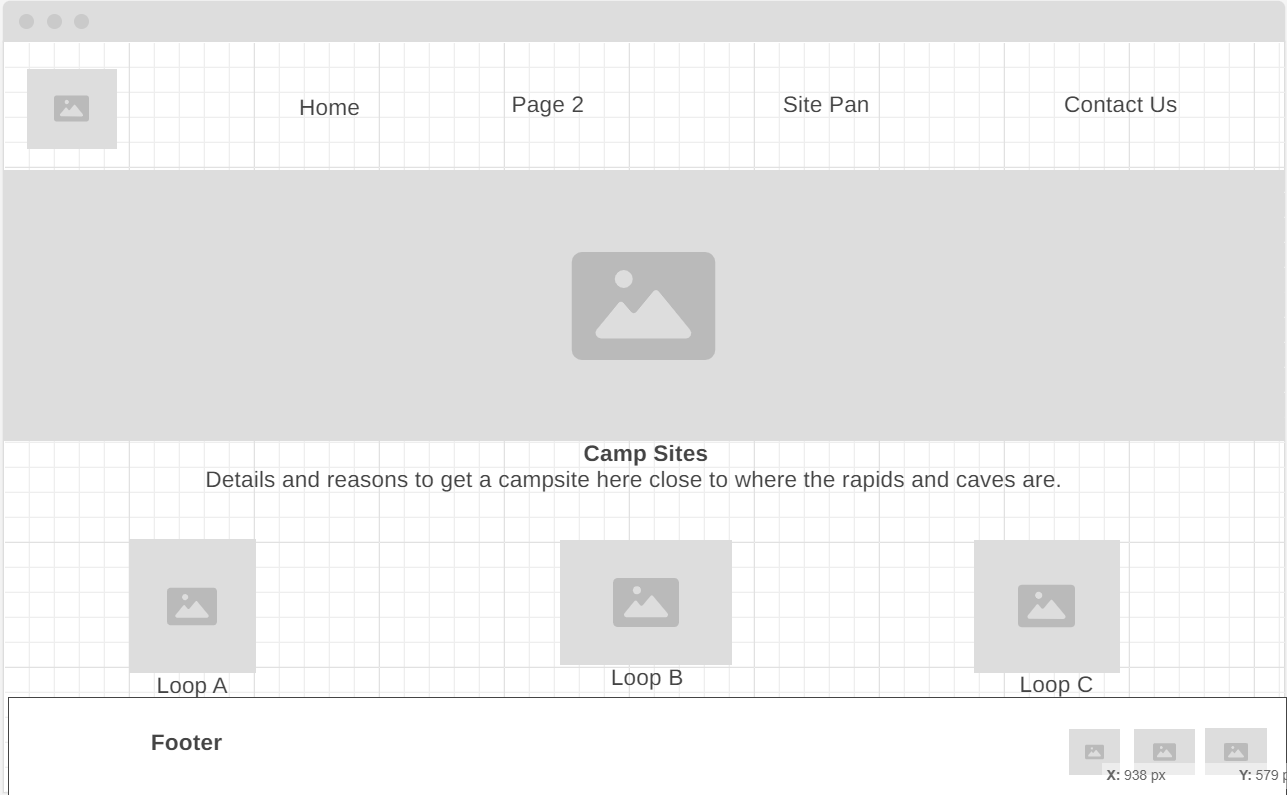 Home Page 2 Site Pan Contact Us
Camp Sites
Details and reasons to get a campsite here close to where the rapids and caves are.
Loop A Loop B Loop C
Footer
X: 938 px Y: 579 p